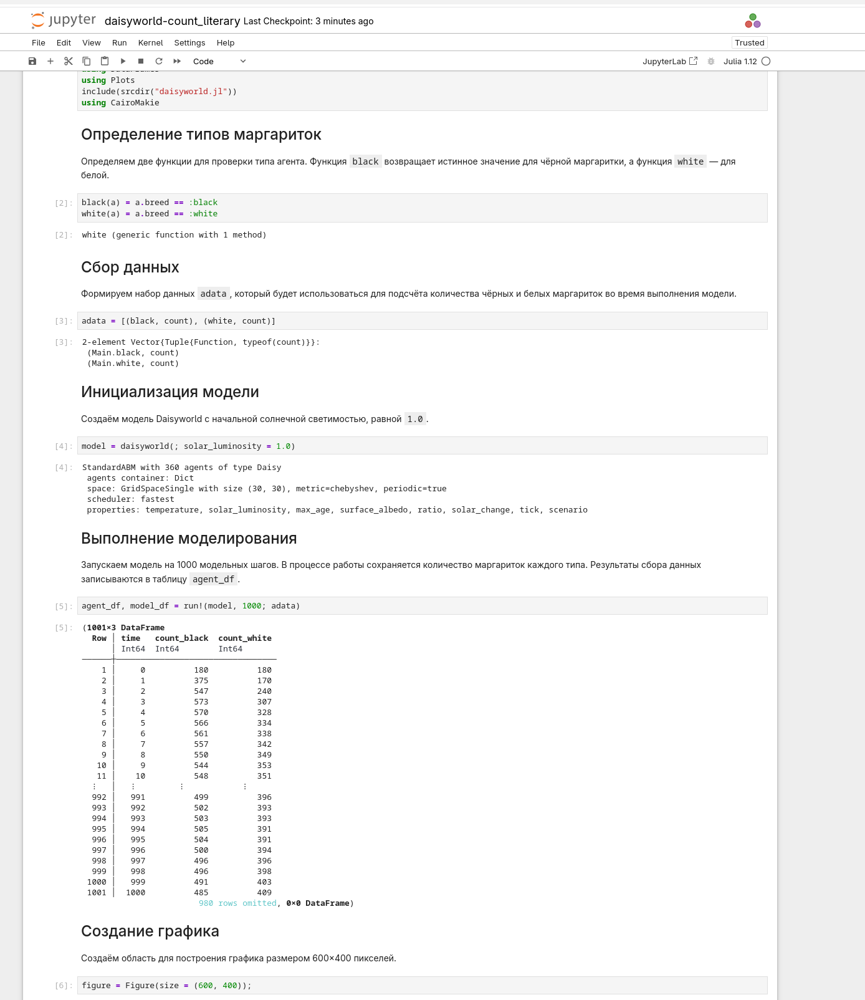 jupyter daisyworld-count_literary Last Checkpoint: 3 minutes ago
File Edit View Run Kernel Settings Help Trusted
Code JupyterLab Julia 1.12
using Plots
include(srcdir("daisyworld.jl"))
using CairoMakie
Определение типов маргариток
Определяем две функции для проверки типа агента. Функция black возвращает истинное значение для чёрной маргаритки, а функция white — для
белой.
[2]: black(a) = a.breed == :black
white(a) = a.breed == :white
[2]: white (generic function with 1 method)
Сбор данных
Формируем набор данных adata, который будет использоваться для подсчёта количества чёрных и белых маргариток во время выполнения модели.
[3]: adata = [(black, count), (white, count)]
[3]: 2-element Vector{Tuple{Function, typeof(count)}}:
(Main.black, count)
(Main.white, count)
Инициализация модели
Создаём модель Daisyworld с начальной солнечной светимостью, равной 1.0.
[4]: model = daisyworld(; solar_luminosity = 1.0)
[4]: StandardABM with 360 agents of type Daisy
agents container: Dict
space: GridSpaceSingle with size (30, 30), metric=chebyshev, periodic=true
scheduler: fastest
properties: temperature, solar_luminosity, max_age, surface_albedo, ratio, solar_change, tick, scenario
Выполнение моделирования
Запускаем модель на 1000 модельных шагов. В процессе работы сохраняется количество маргариток каждого типа. Результаты сбора данных
записываются в таблицу agent_df.
[5]: agent_df, model_df = run!(model, 1000; adata)
[5]: (1001×3 DataFrame
Row │ time count_black count_white
│ Int64 Int64 Int64
──────┼─────────────────────────────────
1 │ 0 180 180
2 │ 1 375 170
3 │ 2 547 240
4 │ 3 573 307
5 │ 4 570 328
6 │ 5 566 334
7 │ 6 561 338
8 │ 7 557 342
9 │ 8 550 349
10 │ 9 544 353
11 │ 10 548 351
⋮ │ ⋮ ⋮ ⋮
992 │ 991 499 396
993 │ 992 502 393
994 │ 993 503 393
995 │ 994 505 391
996 │ 995 504 391
997 │ 996 500 394
998 │ 997 496 396
999 │ 998 496 398
1000 │ 999 491 403
1001 │ 1000 485 409
980 rows omitted, 0×0 DataFrame)
Создание графика
Создаём область для построения графика размером 600×400 пикселей.
[6]: figure = Figure(size = (600, 400));